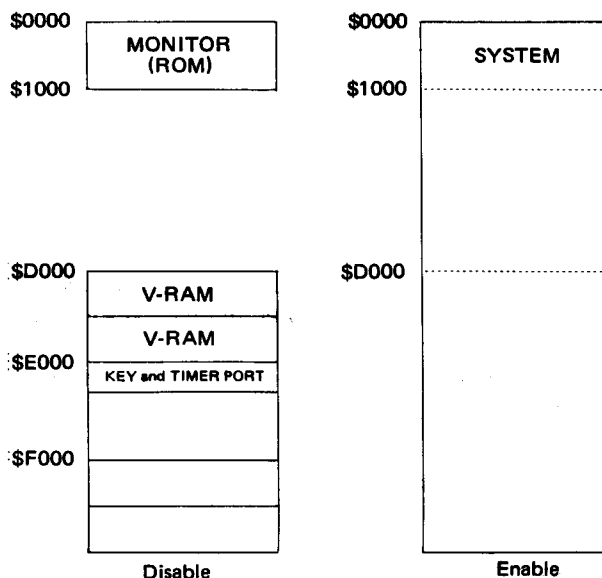 $0000
MONITOR
(ROM)
$1000
$D000
V-RAM
V-RAM
$E000
KEY and TIMER PORT
$F000
Disable
$0000
SYSTEM
$1000
$D000
Enable